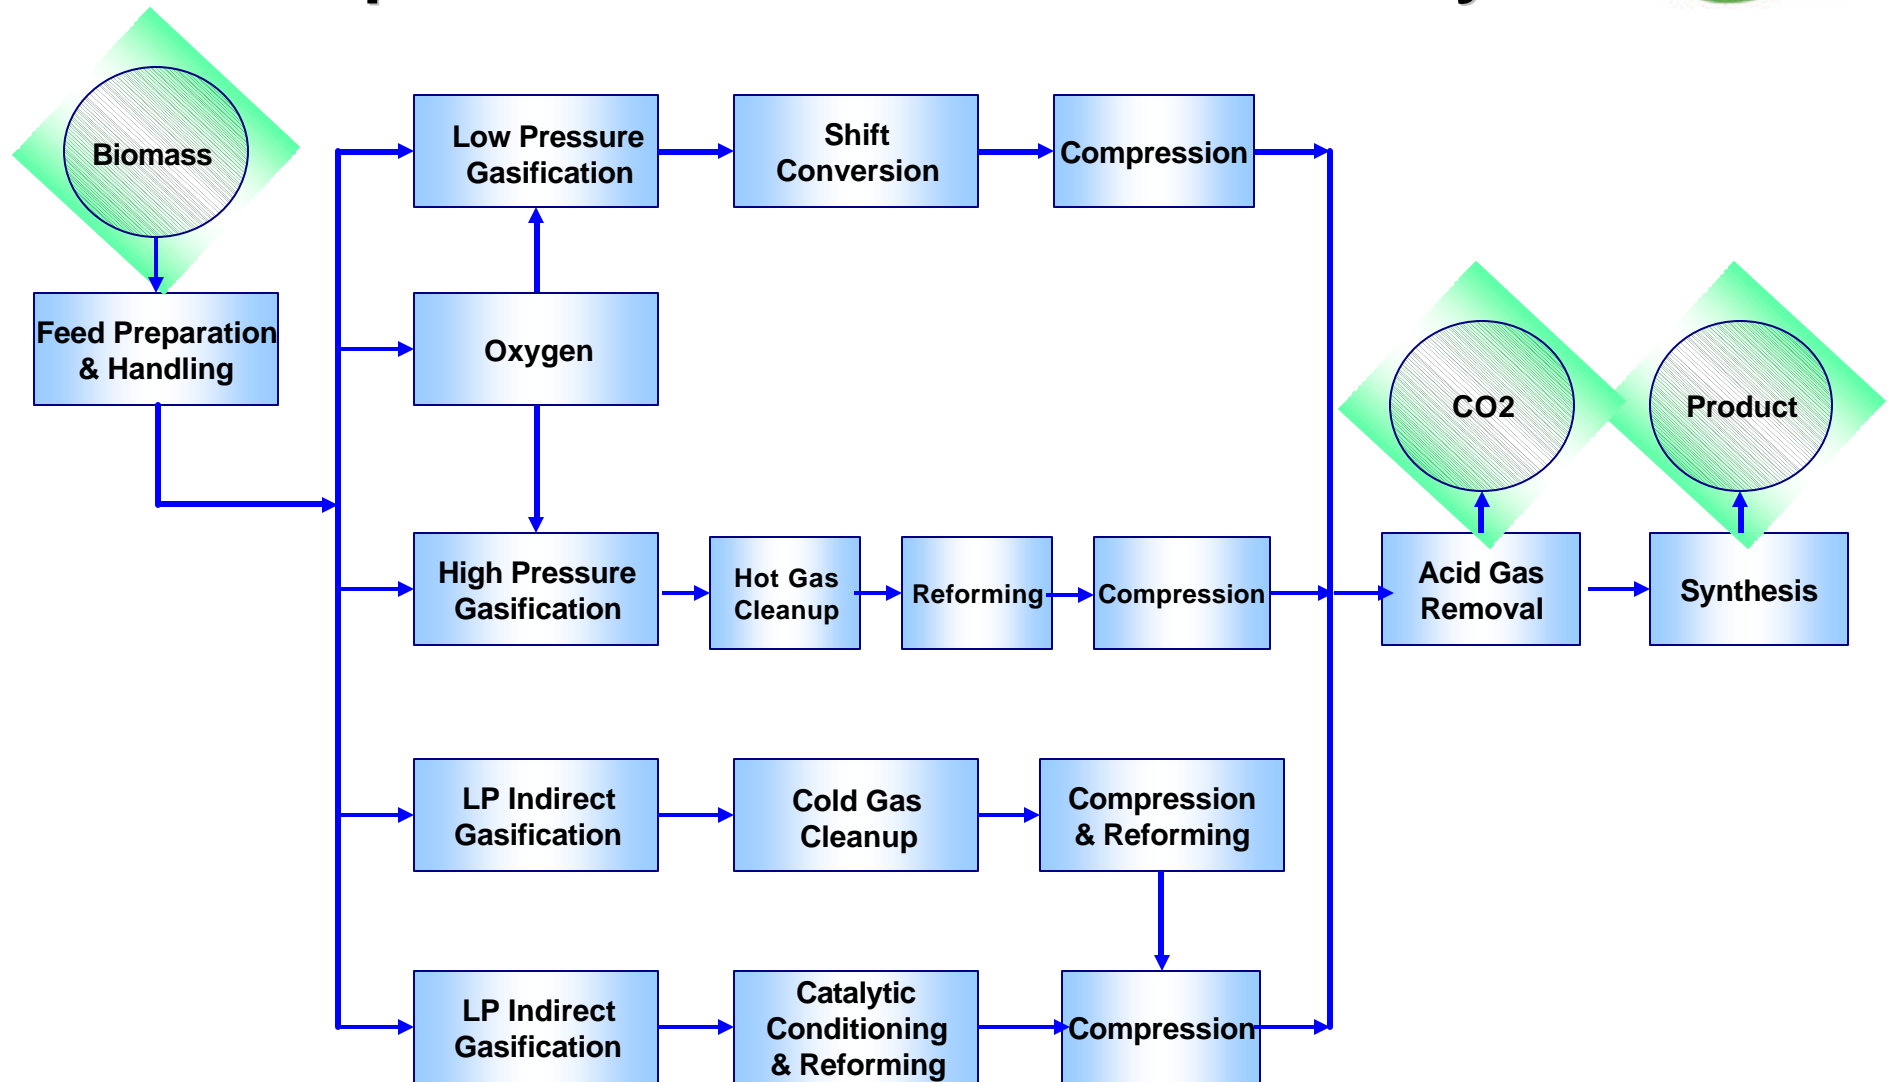 Biomass
Low Pressure
Gasification
Shift
Conversion
Compression
Feed Preparation
& Handling
Oxygen
CO2
Product
High Pressure
Gasification
Hot Gas
Cleanup
Reforming
Compression
Acid Gas
Removal
Synthesis
LP Indirect
Gasification
Cold Gas
Cleanup
Compression
& Reforming
LP Indirect
Gasification
Catalytic
Conditioning
& Reforming
Compression